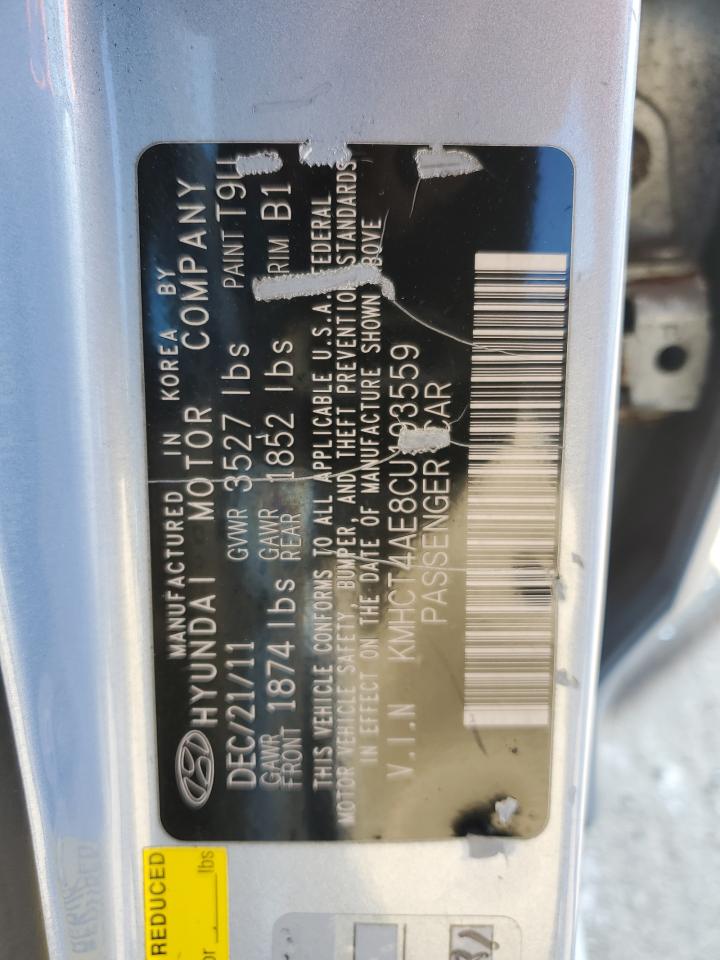 MANUFACTURED IN KOREA BY
HYUNDAI MOTOR COMPANY
DEC/21/11 GVWR 3527 lbs PAINT
GAWR FRONT 1874 lbs GAWR REAR 1852 lbs RIM B1
THIS VEHICLE CONFORMS TO ALL APPLICABLE U.S.A. FEDERAL
MOTOR VEHICLE SAFETY, BUMPER, AND THEFT PREVENTION STANDARDS
IN EFFECT ON THE DATE OF MANUFACTURE SHOWN ABOVE
V.I.N
PASSENGER CAR
REDUCED
lbs